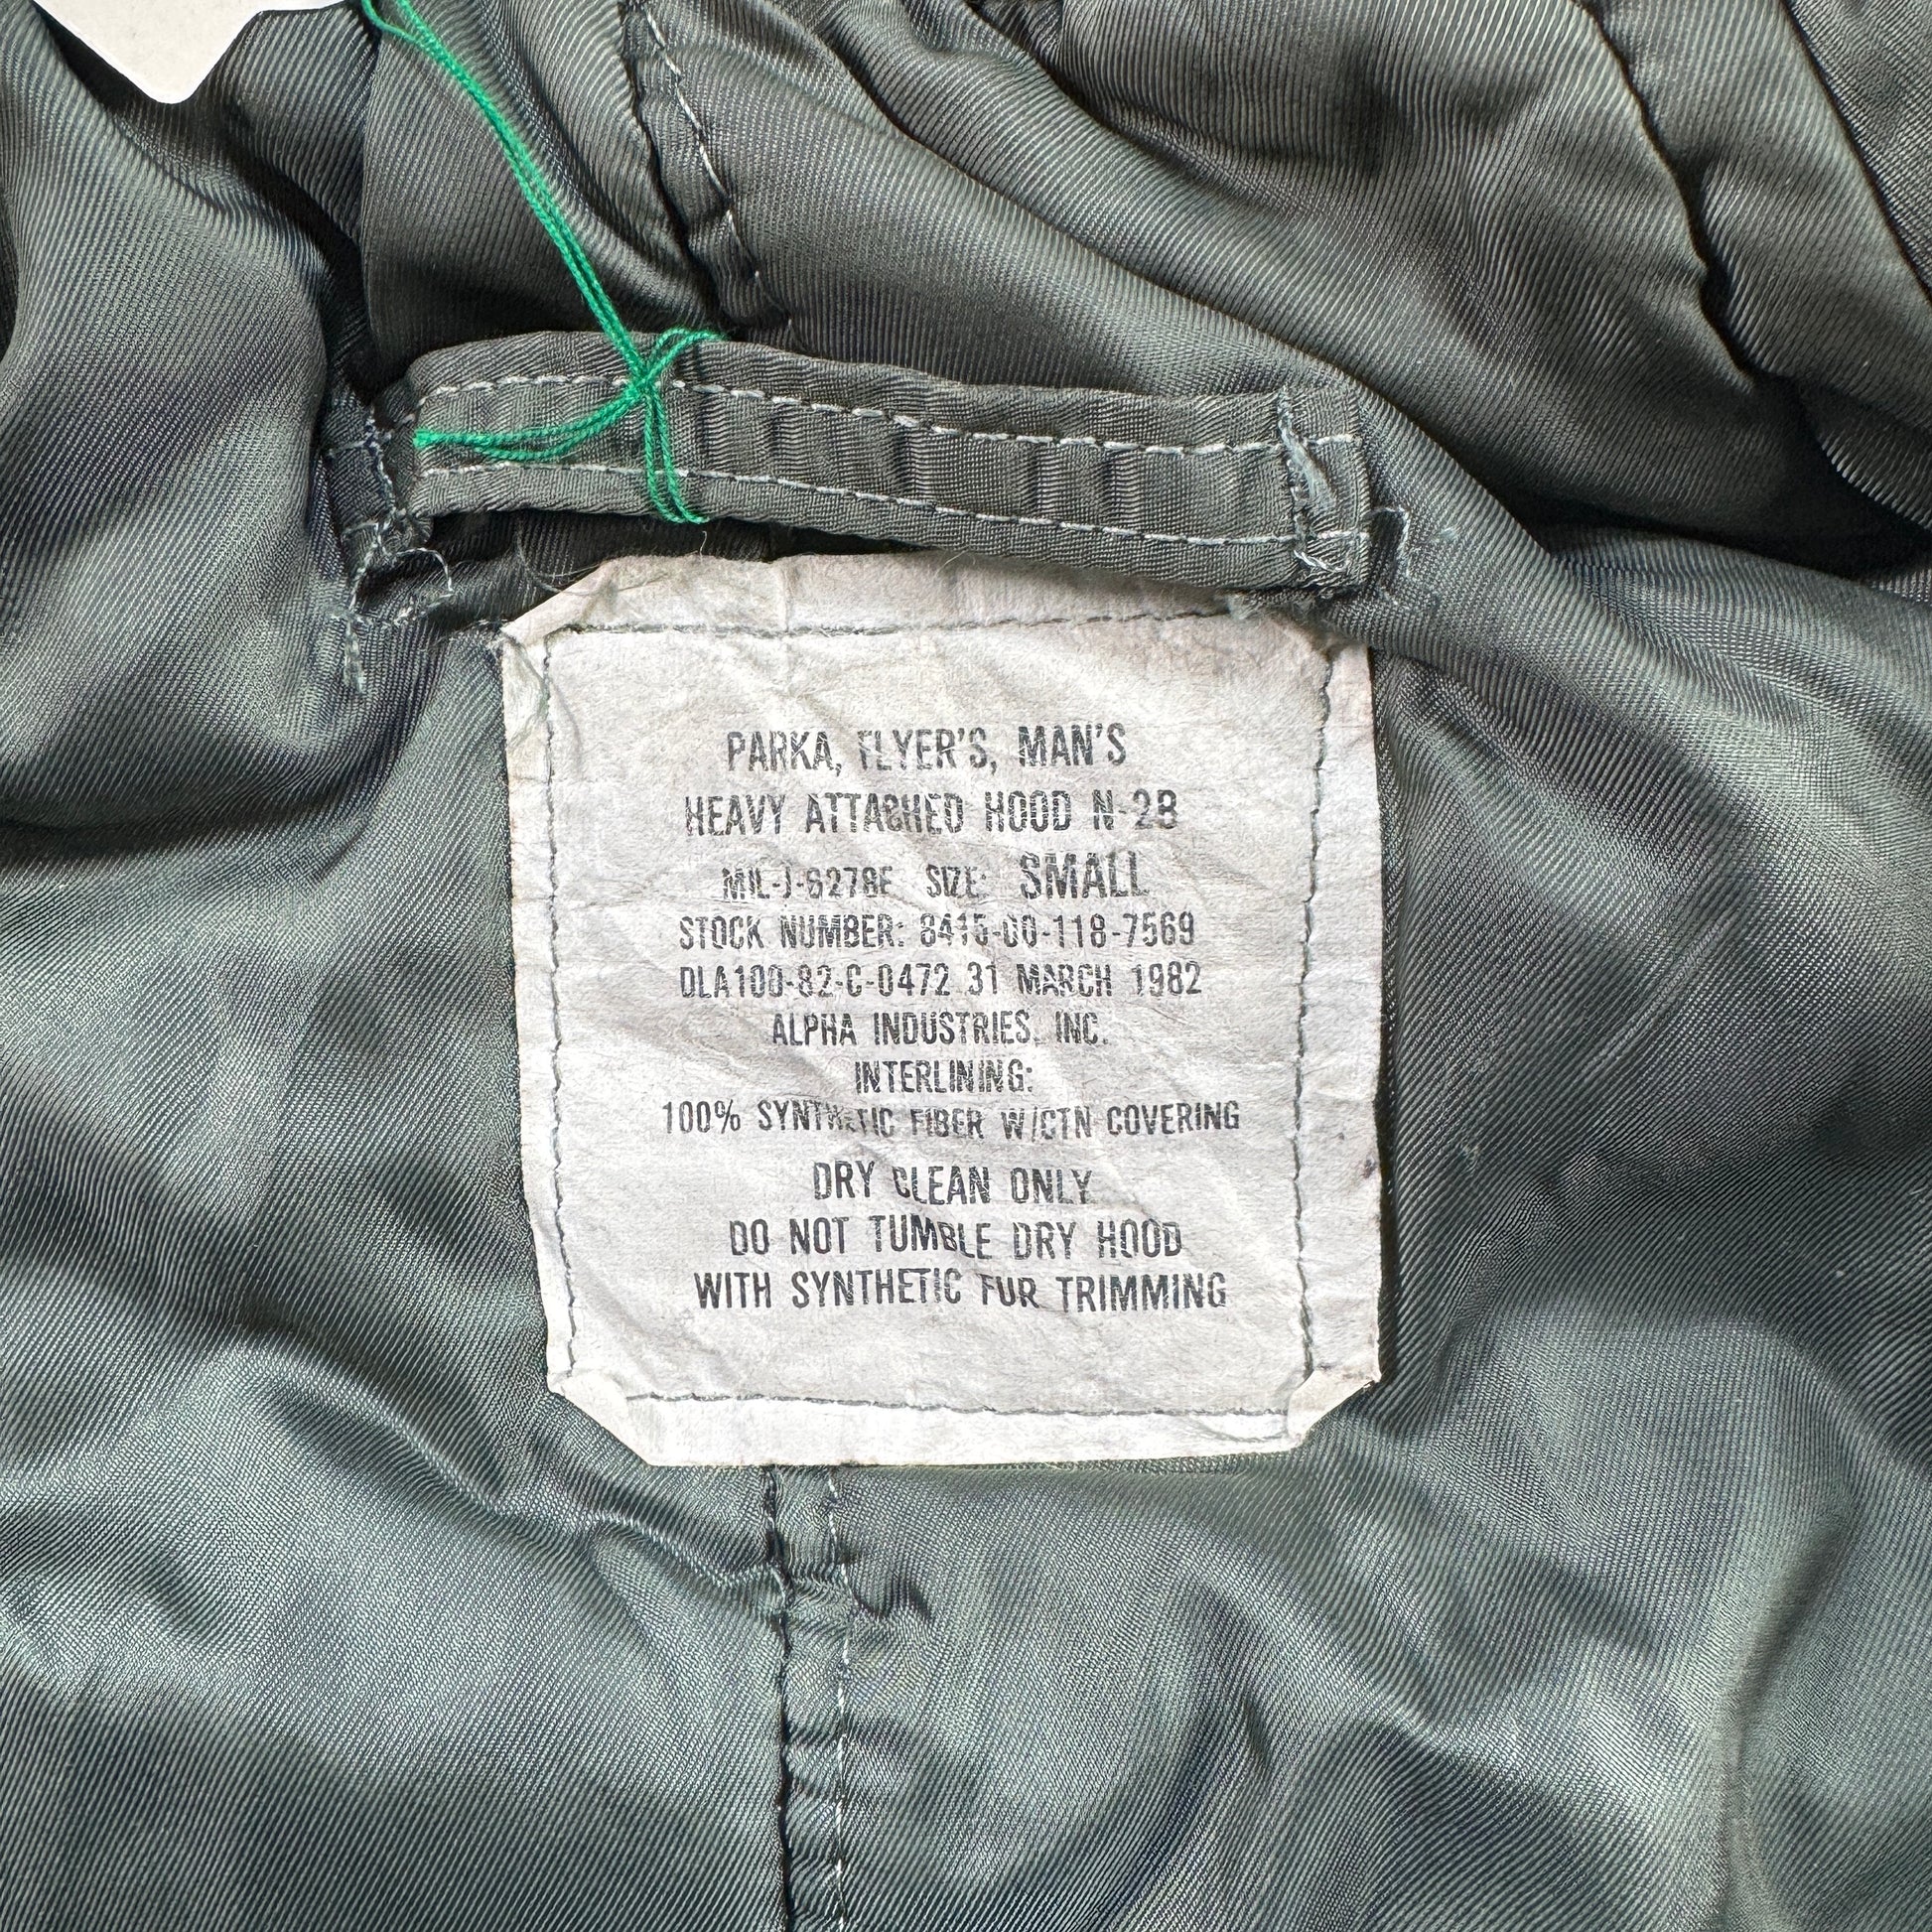 PARKA, FLYER'S, MAN'S
HEAVY ATTACHED HOOD N-2B
MIL-J-6278E SIZE: SMALL
STOCK NUMBER: 8415-00-118-7569
DLA100-82-C-0472 31 MARCH 1982
ALPHA INDUSTRIES, INC.
INTERLINING:
100% SYNTHETIC FIBER W/CTN COVERING
DRY CLEAN ONLY
DO NOT TUMBLE DRY HOOD
WITH SYNTHETIC FUR TRIMMING